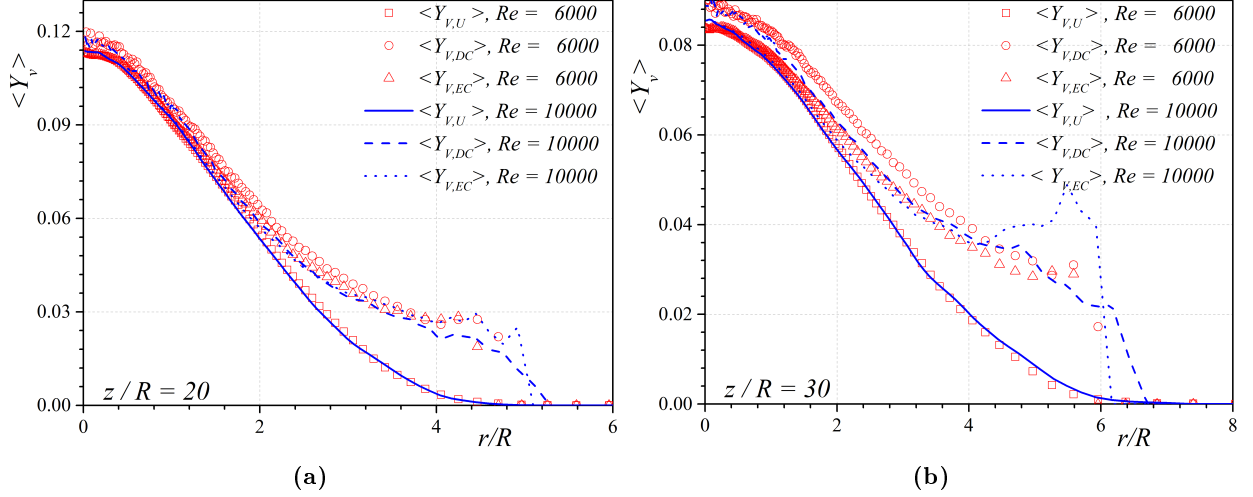 <Y_v>
0.12
0.09
0.06
0.03
0.00
<Y_{V,U}>, Re = 6000
<Y_{V,DC}>, Re = 6000
<Y_{V,EC}>, Re = 6000
<Y_{V,U}>, Re = 10000
<Y_{V,DC}>, Re = 10000
<Y_{V,EC}>, Re = 10000
z / R = 20
0 2 4 6
r/R
(a)
<Y_v>
0.08
0.06
0.04
0.02
0.00
<Y_{V,U}>, Re = 6000
<Y_{V,DC}>, Re = 6000
<Y_{V,EC}>, Re = 6000
<Y_{V,U}>, Re = 10000
<Y_{V,DC}>, Re = 10000
<Y_{V,EC}>, Re = 10000
z / R = 30
0 2 4 6 8
r/R
(b)